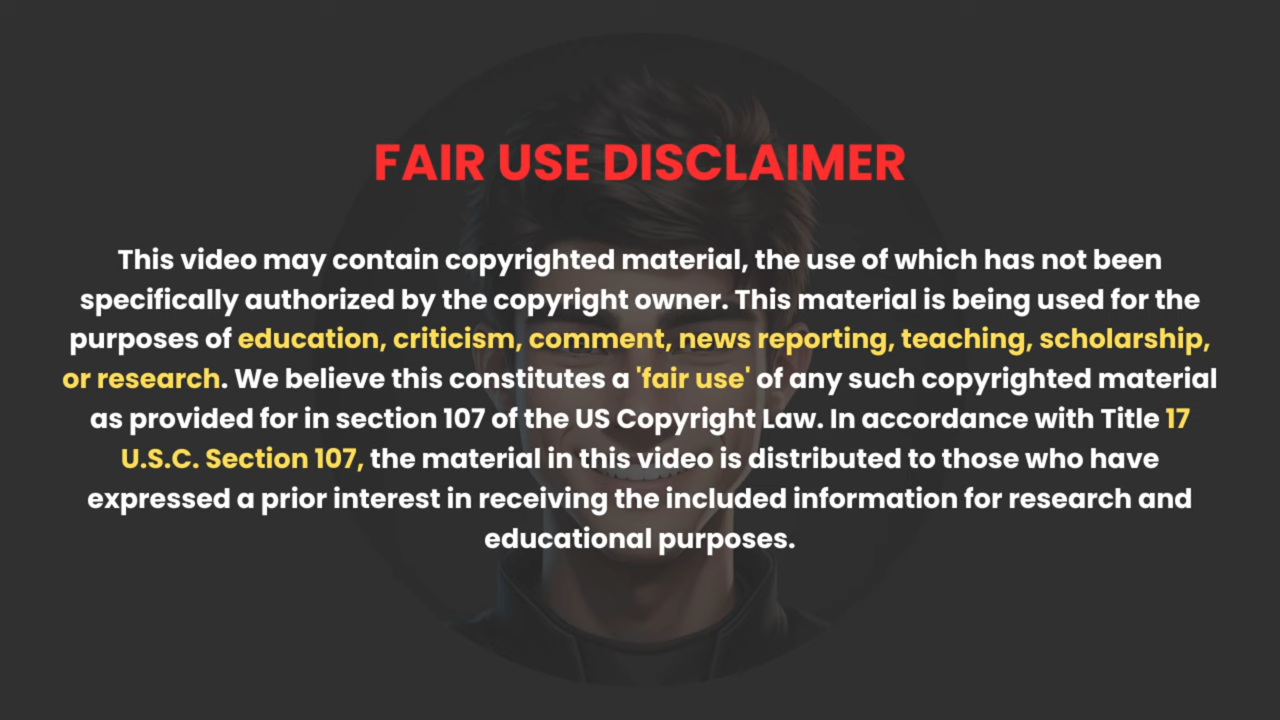 FAIR USE DISCLAIMER
This video may contain copyrighted material, the use of which has not been
specifically authorized by the copyright owner. This material is being used for the
purposes of education, criticism, comment, news reporting, teaching, scholarship,
or research. We believe this constitutes a 'fair use' of any such copyrighted material
as provided for in section 107 of the US Copyright Law. In accordance with Title 17
U.S.C. Section 107, the material in this video is distributed to those who have
expressed a prior interest in receiving the included information for research and
educational purposes.